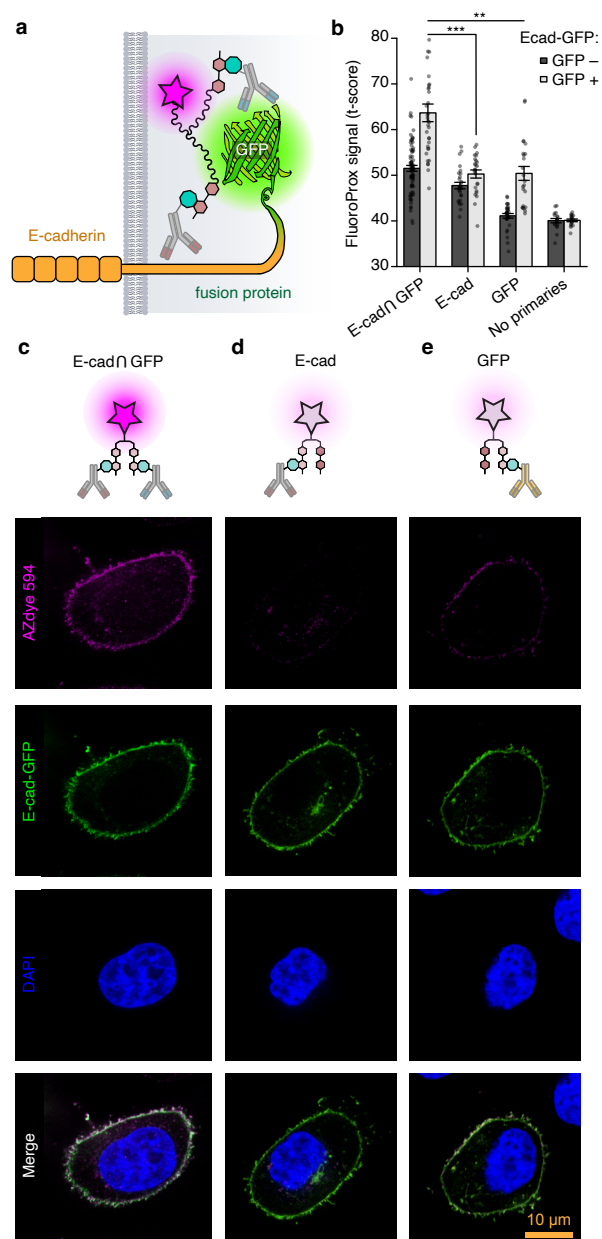 a
GFP
E-cadherin
fusion protein
b
**
***
Ecad-GFP:
GFP –
GFP +
FluoroProx signal (t-score)
80
70
60
50
40
30
E-cad∩ GFP
E-cad
GFP
No primaries
c
E-cad∩ GFP
d
E-cad
e
GFP
AZdye 594
E-cad-GFP
DAPI
Merge
10 µm